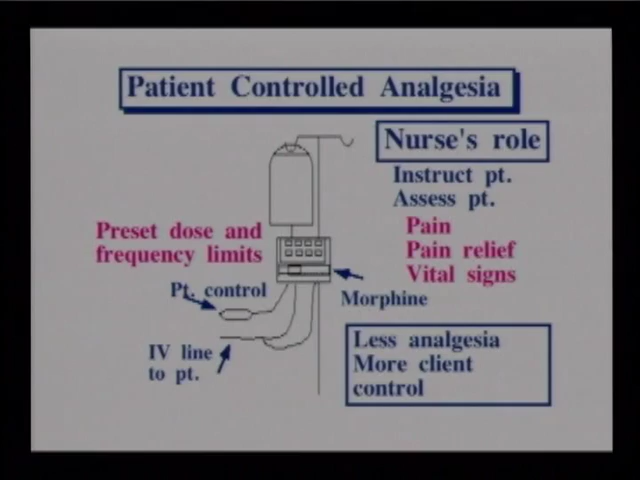 Patient Controlled Analgesia
Nurse's role
Instruct pt.
Assess pt.
Pain
Pain relief
Vital signs
Preset dose and
frequency limits
Pt. control
Morphine
IV line
to pt.
Less analgesia
More client
control